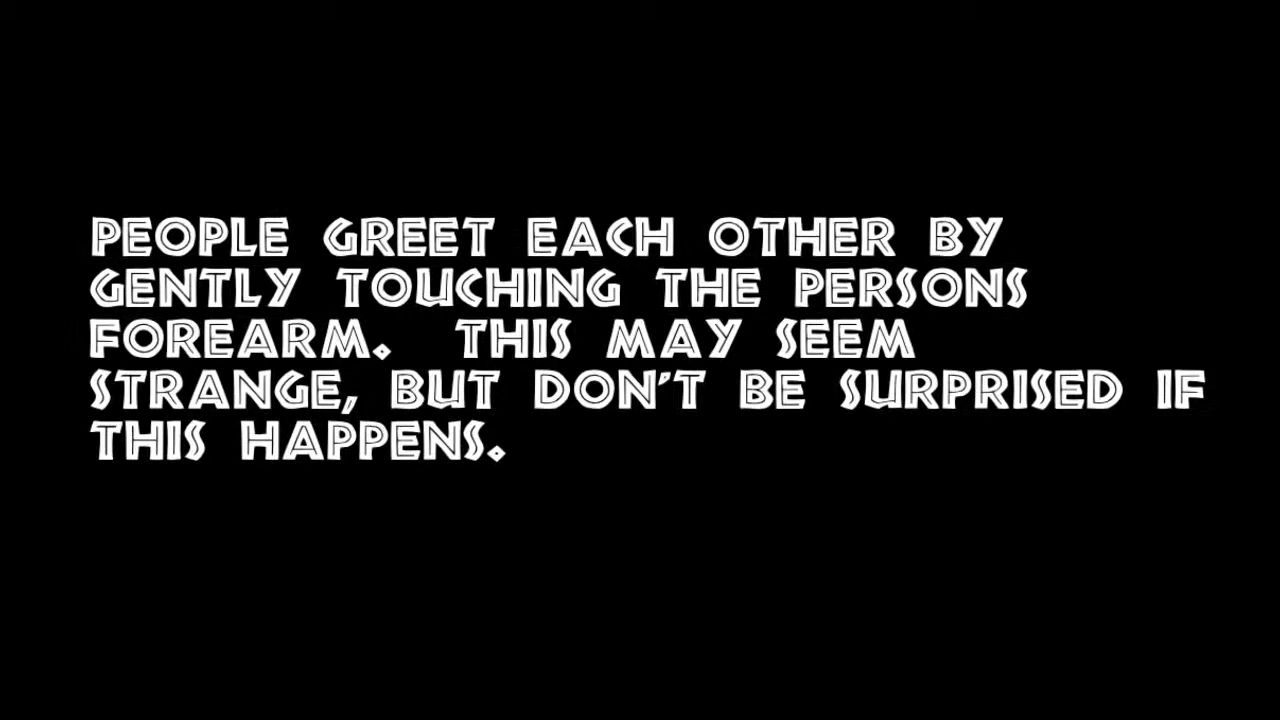 PEOPLE GREET EACH OTHER BY
GENTLY TOUCHING THE PERSONS
FOREARM. THIS MAY SEEM
STRANGE, BUT DON'T BE SURPRISED IF
THIS HAPPENS.